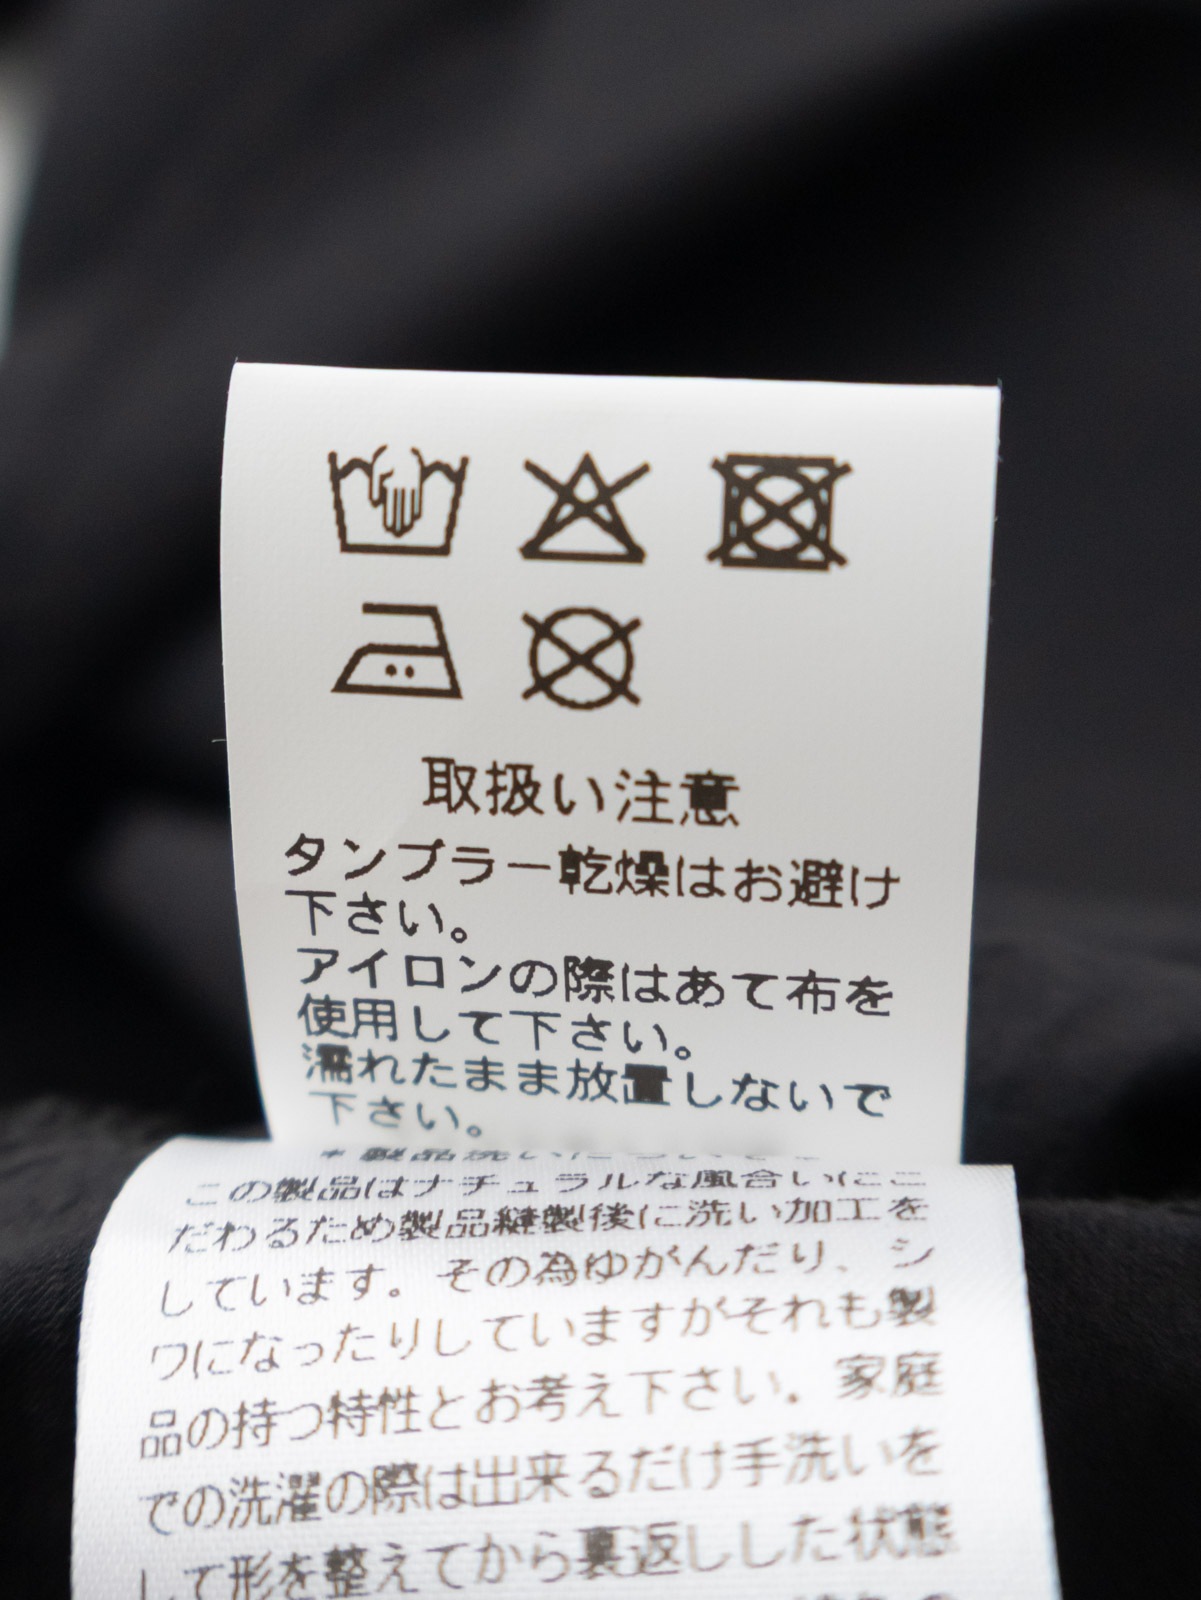 取扱い注意
タンブラー乾燥はお避け
下さい。
アイロンの際はあて布を
使用して下さい。
濡れたまま放置しないで
下さい。
この製品はナチュラルな風合いにこ
だわるため製品縫製後に洗い加工を
しています。その為ゆがんだり、シ
ワになったりしていますがそれも製
品の持つ特性とお考え下さい。家庭
での洗濯の際は出来るだけ手洗いを
して形を整えてから裏返しした状態